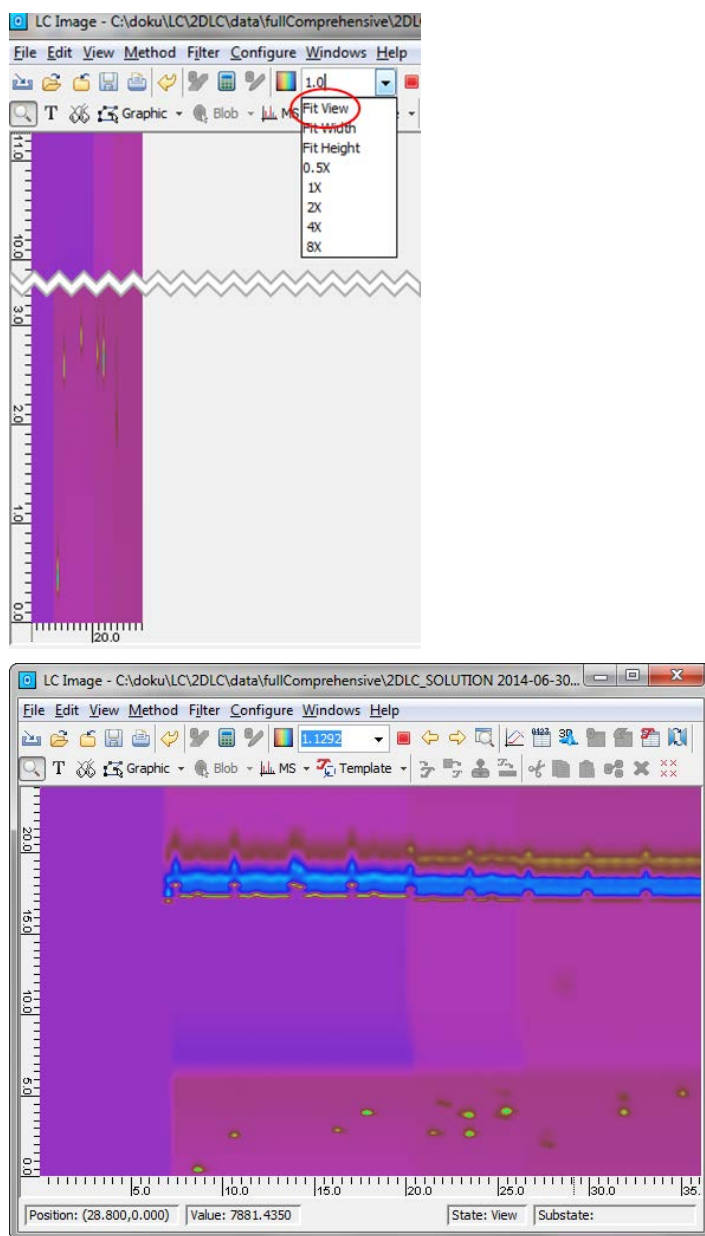 LC Image - C:\doku\LC\2DLC\data\fullComprehensive\2DL
File Edit View Method Filter Configure Windows Help
1.0
T Graphic Blob MS
Fit View
Fit Width
Fit Height
0.5X
1X
2X
4X
8X
11.0
10.0
3.0
2.0
1.0
0.0
20.0
LC Image - C:\doku\LC\2DLC\data\fullComprehensive\2DLC_SOLUTION 2014-06-30...
File Edit View Method Filter Configure Windows Help
1.1292 0123 3D
T Graphic Blob MS Template
20.0
15.0
10.0
5.0
0.0
5.0 10.0 15.0 20.0 25.0 30.0 35.
Position: (28.800,0.000) Value: 7881.4350 State: View Substate: